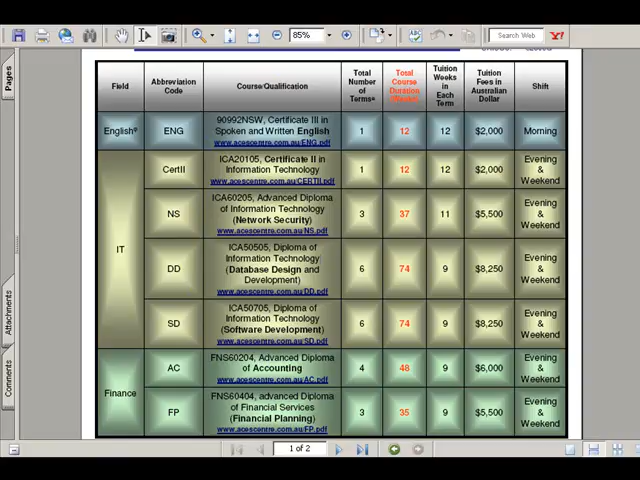 85%
Search Web
Y!
Pages
Attachments
Comments
Field
Abbreviation
Code
Course/Qualification
Total
Number
of
Terms
Total
Course
Duration
Tuition
Weeks
in
Each
Term
Tuition
Fees in
Australian
Dollar
Shift
English
ENG
90992NSW, Certificate III in
Spoken and Written English
www.acescentre.com.au/ENG.pdf
1
12
12
$2,000
Morning
IT
CertII
ICA20105, Certificate II in
Information Technology
www.acescentre.com.au/CERTII.pdf
1
12
12
$2,000
Evening
&
Weekend
NS
ICA60205, Advanced Diploma
of Information Technology
(Network Security)
www.acescentre.com.au/NS.pdf
3
37
11
$5,500
Evening
&
Weekend
DD
ICA50505, Diploma of
Information Technology
(Database Design and
Development)
www.acescentre.com.au/DD.pdf
6
74
9
$8,250
Evening
&
Weekend
SD
ICA50705, Diploma of
Information Technology
(Software Development)
www.acescentre.com.au/SD.pdf
6
74
9
$8,250
Evening
&
Weekend
Finance
AC
FNS60204, Advanced Diploma
of Accounting
www.acescentre.com.au/AC.pdf
4
48
9
$6,000
Evening
&
Weekend
FP
FNS60404, advanced Diploma
of Financial Services
(Financial Planning)
www.acescentre.com.au/FP.pdf
3
35
9
$5,500
Evening
&
Weekend
1 of 2